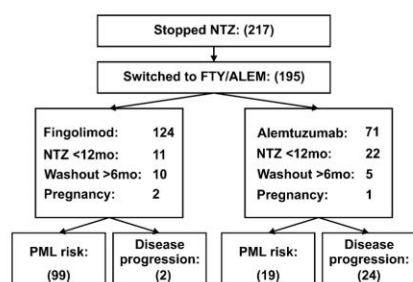 Stopped NTZ: (217)
Switched to FTY/ALEM: (195)
Fingolimod: 124
NTZ <12mo: 11
Washout >6mo: 10
Pregnancy: 2
Alemtuzumab: 71
NTZ <12mo: 22
Washout >6mo: 5
Pregnancy: 1
PML risk:
(99)
Disease
progression:
(2)
PML risk:
(19)
Disease
progression:
(24)